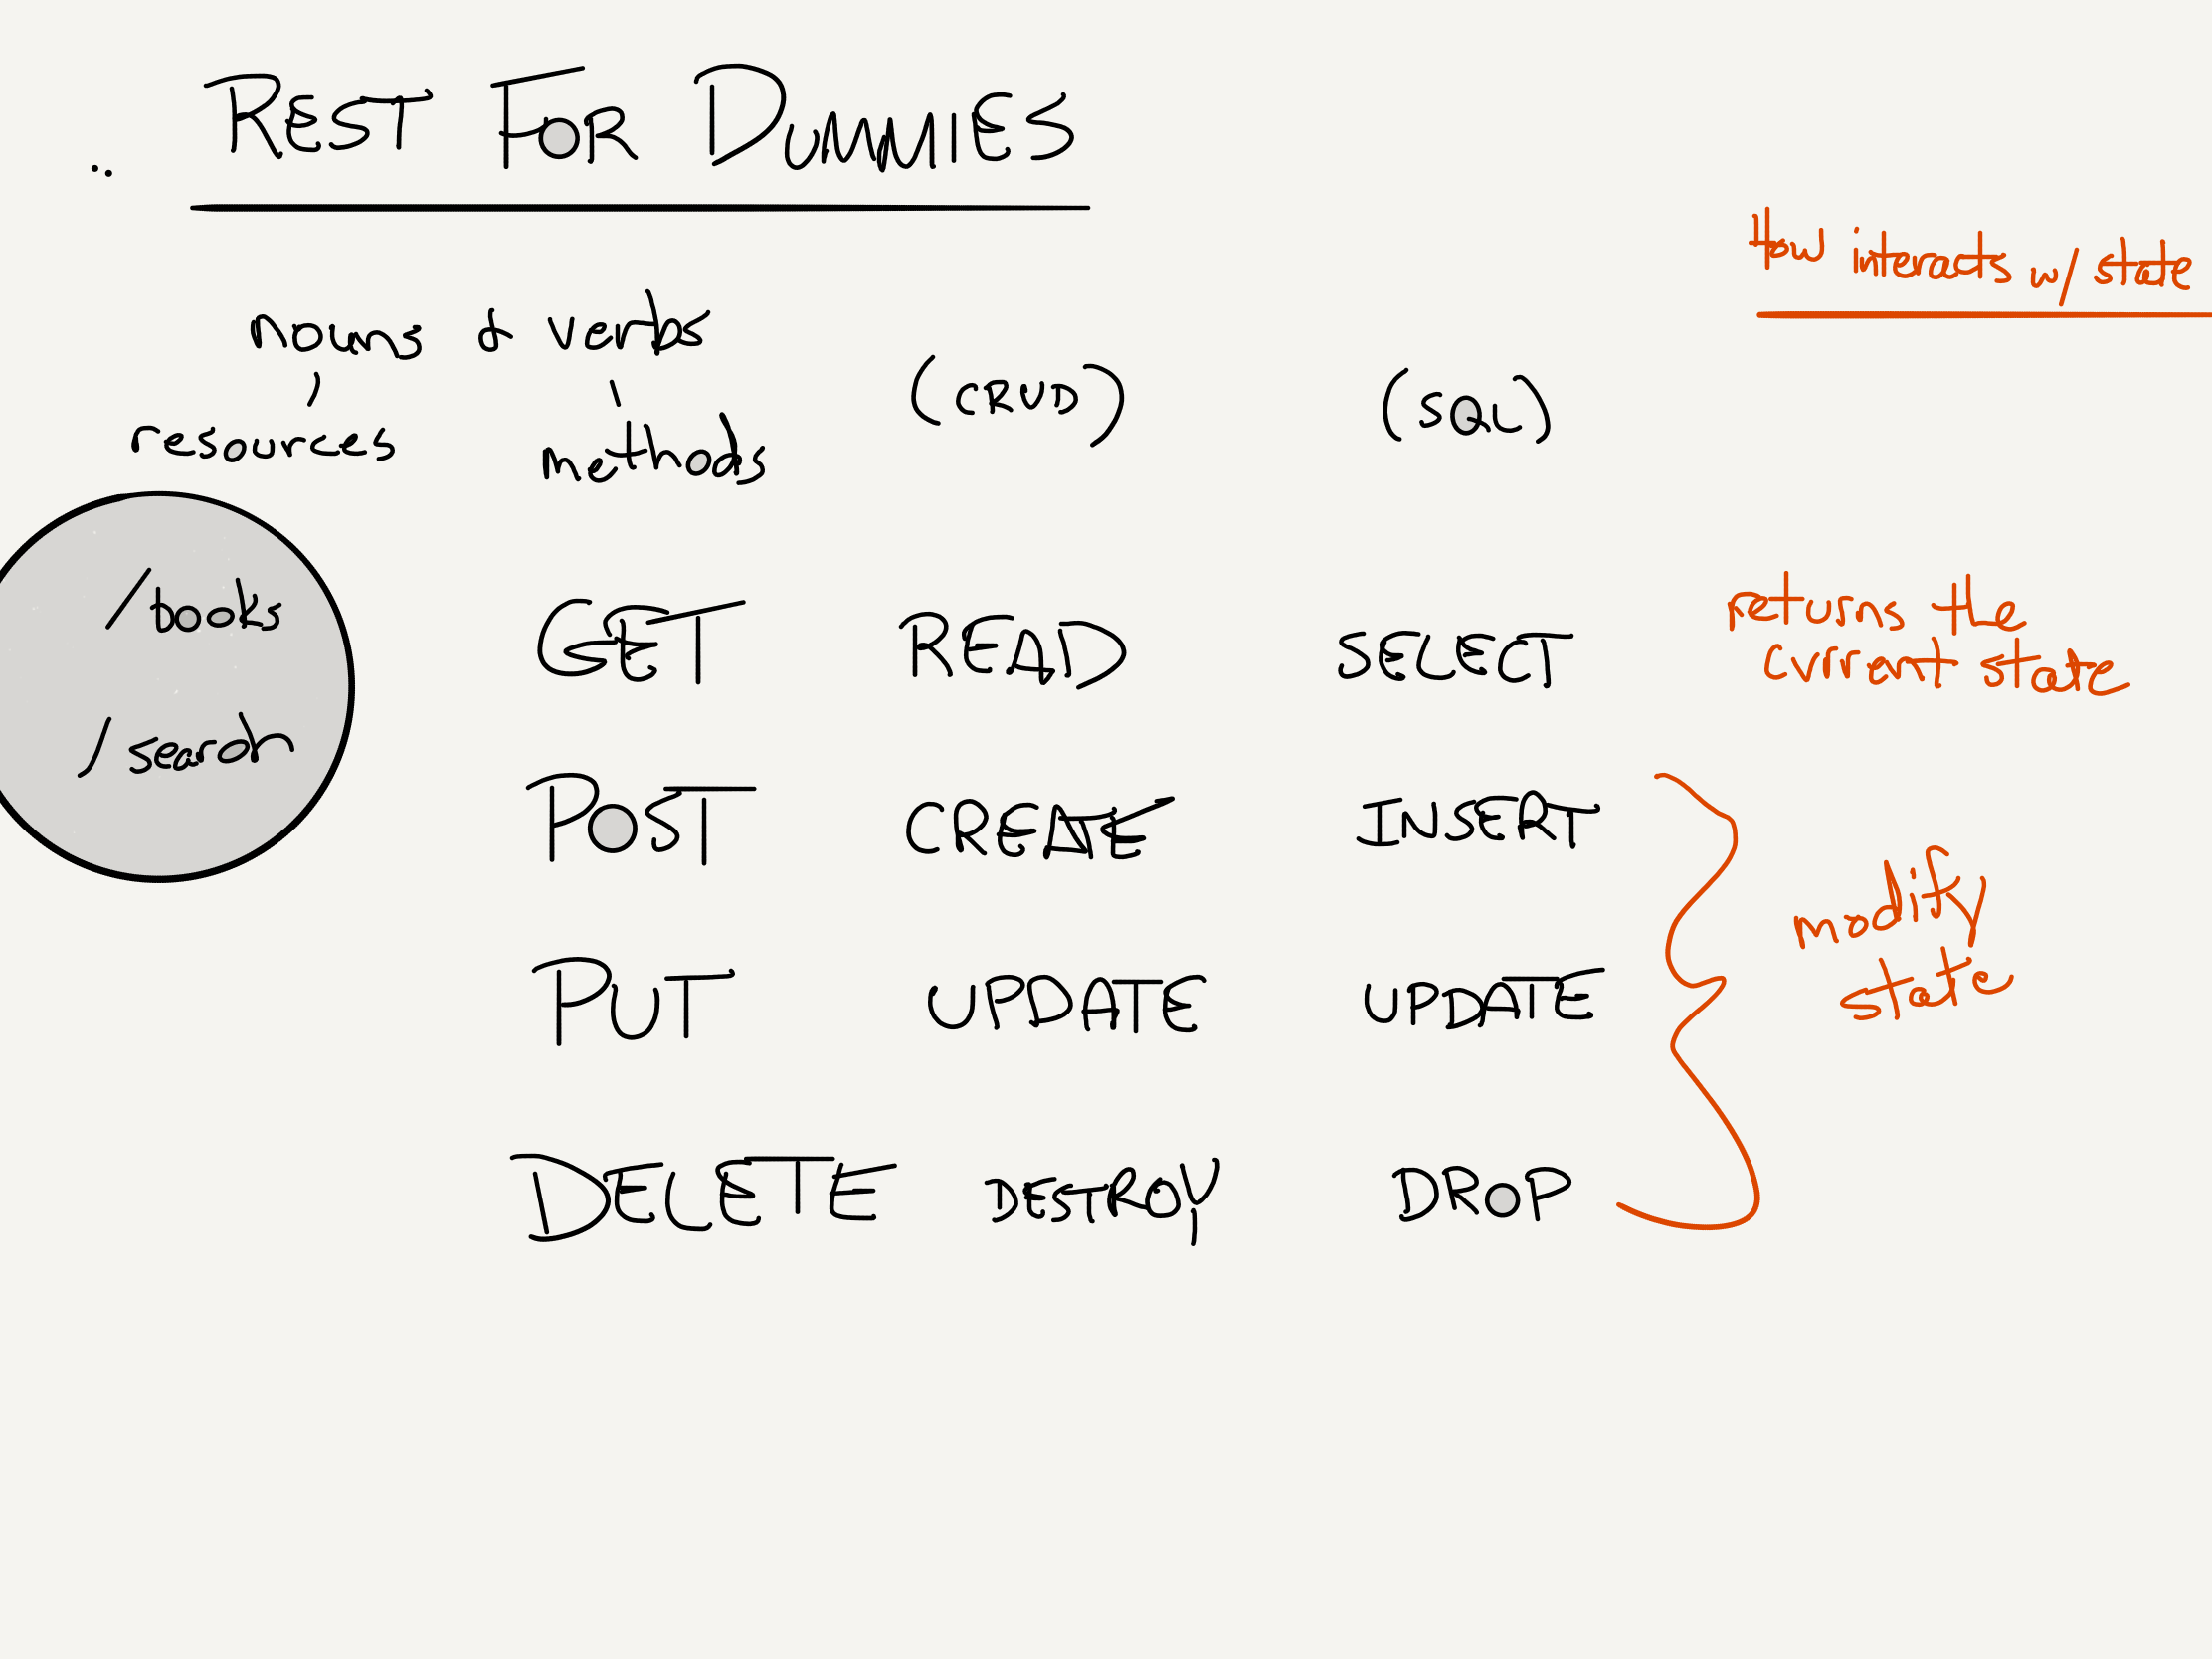 REST FOR DUMMIES
How interacts w/ state
nouns & verbs
(CRUD) (SQL)
resources methods
/books GET READ SELECT returns the
current state
/search
POST CREATE INSERT
modify
state
PUT UPDATE UPDATE
DELETE DESTROY DROP